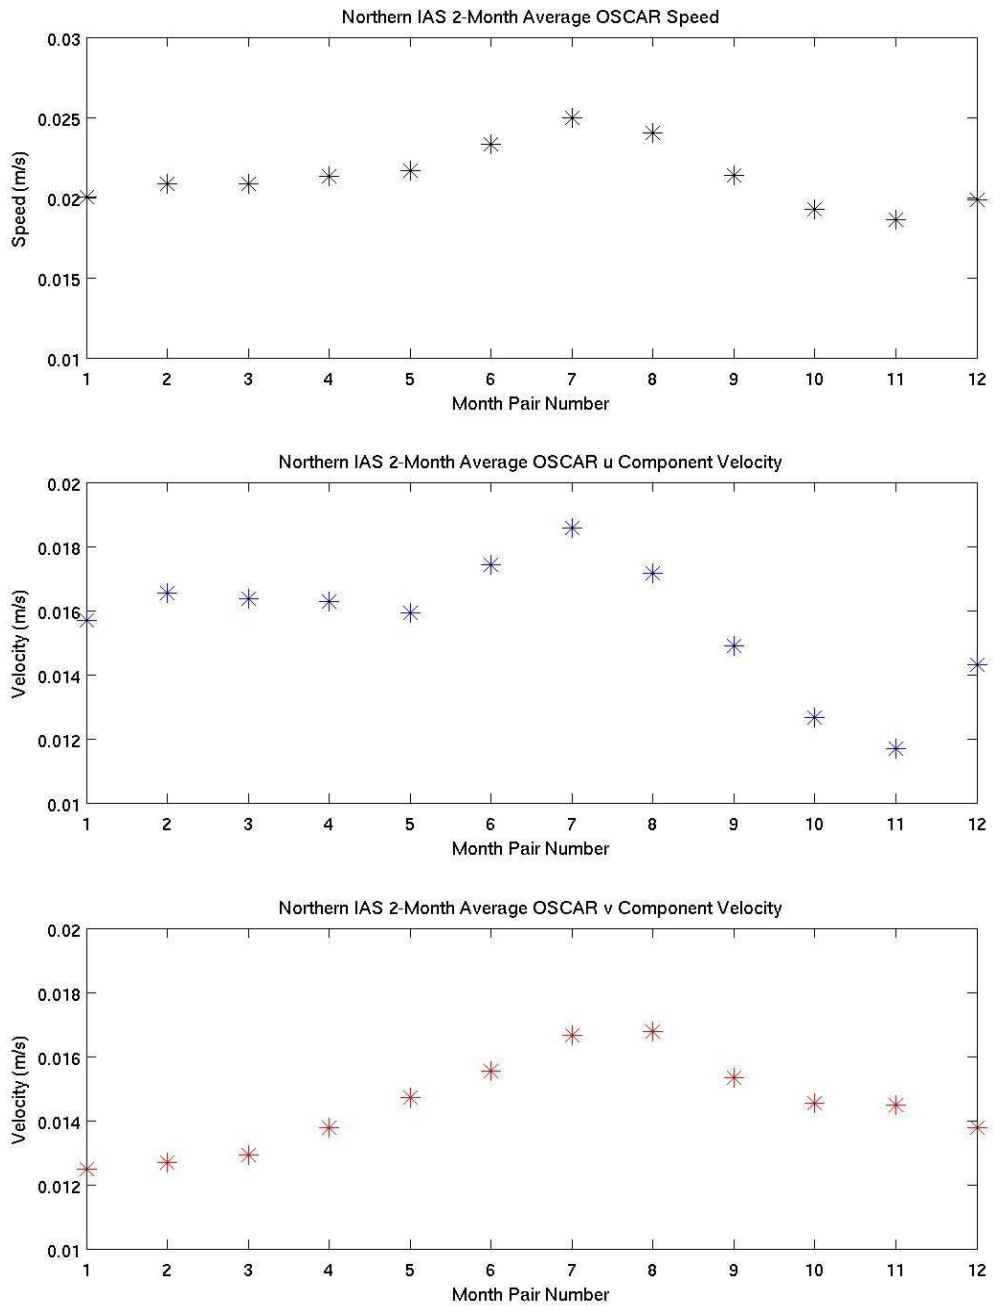 Northern IAS 2-Month Average OSCAR Speed
0.03
0.025
0.02
0.015
0.01
Speed (m/s)
1 2 3 4 5 6 7 8 9 10 11 12
Month Pair Number
Northern IAS 2-Month Average OSCAR u Component Velocity
0.02
0.018
0.016
0.014
0.012
0.01
Velocity (m/s)
1 2 3 4 5 6 7 8 9 10 11 12
Month Pair Number
Northern IAS 2-Month Average OSCAR v Component Velocity
0.02
0.018
0.016
0.014
0.012
0.01
Velocity (m/s)
1 2 3 4 5 6 7 8 9 10 11 12
Month Pair Number